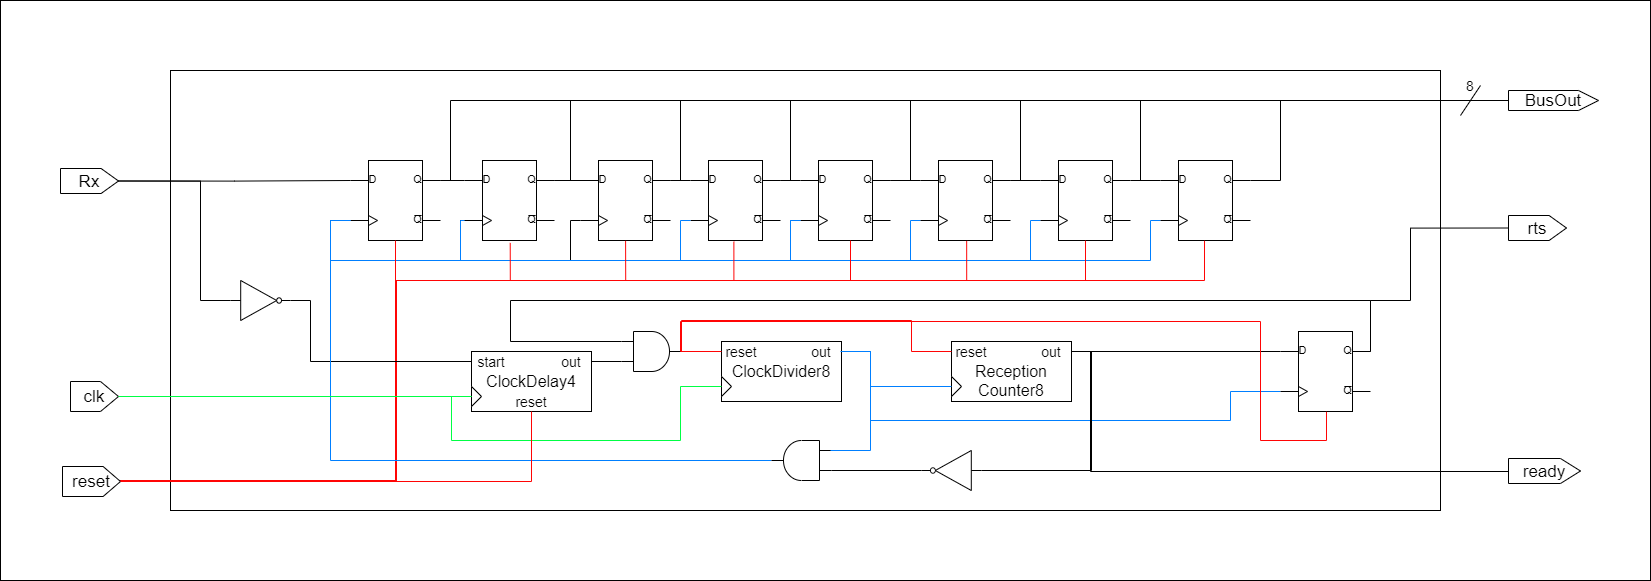 8
BusOut
Rx
D Q D Q D Q D Q D Q D Q D Q D Q
Q Q Q Q Q Q Q Q
rts
start out
ClockDelay4
reset
reset out
ClockDivider8
reset out
Reception
Counter8
D Q
Q
clk
reset
ready